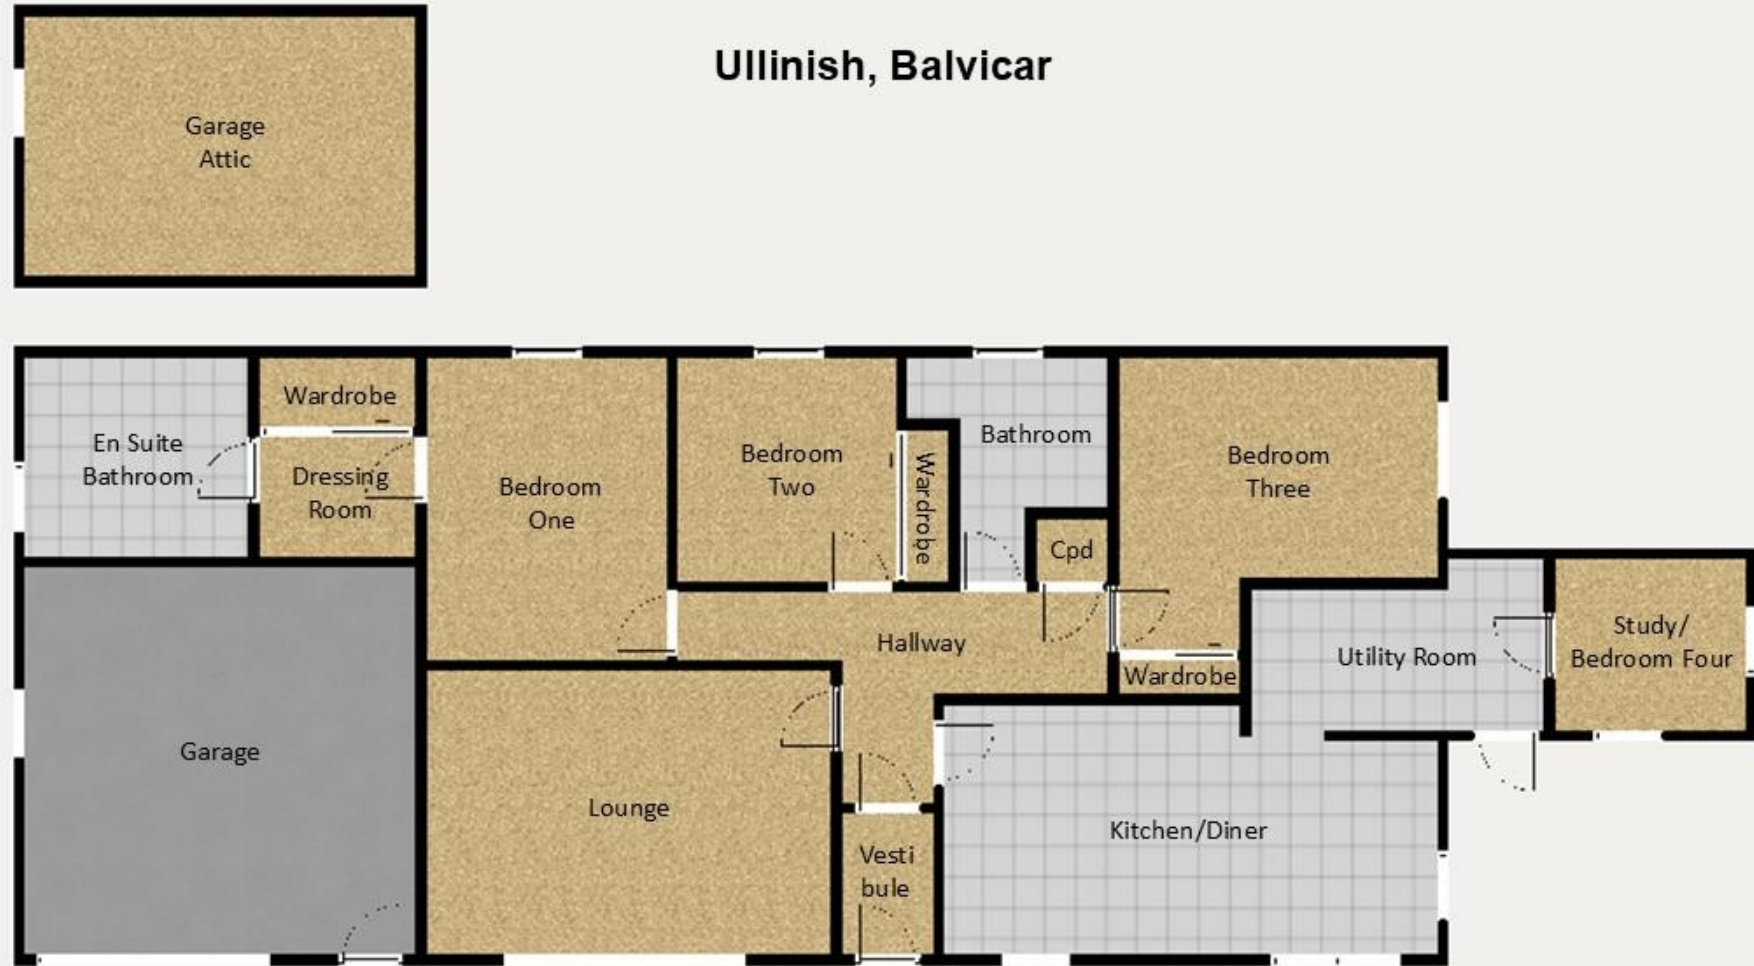 Ullinish, Balvicar
Garage
Attic
Wardrobe
En Suite
Bathroom
Dressing
Room
Bedroom
One
Bedroom
Two
Wardrobe
Bathroom
Cpd
Bedroom
Three
Hallway
Wardrobe
Utility Room
Study/
Bedroom Four
Garage
Lounge
Vesti
bule
Kitchen/Diner